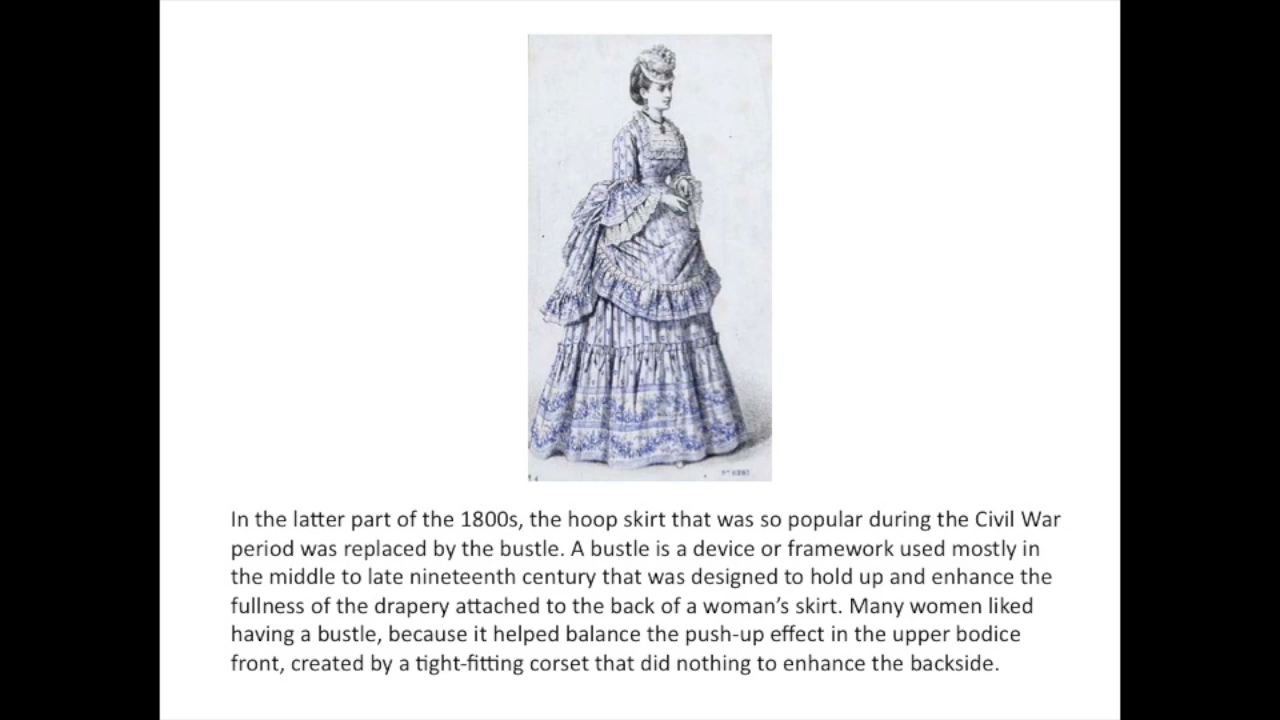 In the latter part of the 1800s, the hoop skirt that was so popular during the Civil War
period was replaced by the bustle. A bustle is a device or framework used mostly in
the middle to late nineteenth century that was designed to hold up and enhance the
fullness of the drapery attached to the back of a woman's skirt. Many women liked
having a bustle, because it helped balance the push-up effect in the upper bodice
front, created by a tight-fitting corset that did nothing to enhance the backside.